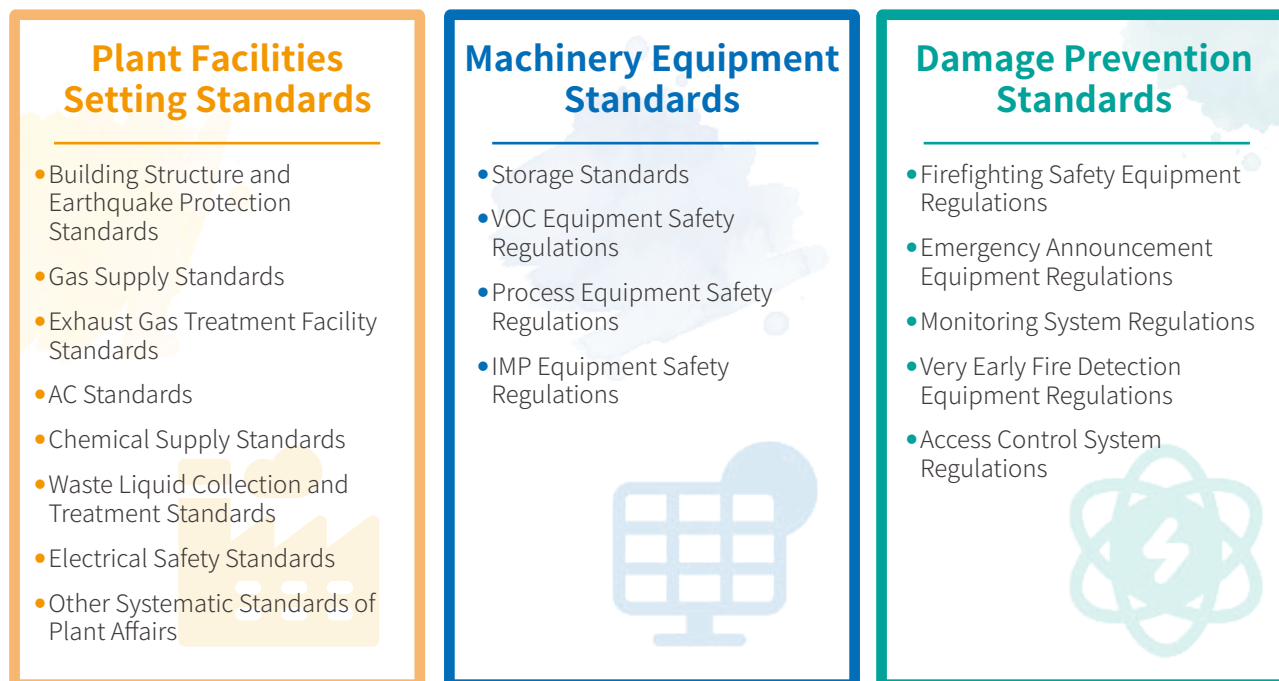 Plant Facilities
Setting Standards
•Building Structure and
Earthquake Protection
Standards
•Gas Supply Standards
•Exhaust Gas Treatment Facility
Standards
•AC Standards
•Chemical Supply Standards
•Waste Liquid Collection and
Treatment Standards
•Electrical Safety Standards
•Other Systematic Standards of
Plant Affairs
Machinery Equipment
Standards
•Storage Standards
•VOC Equipment Safety
Regulations
•Process Equipment Safety
Regulations
•IMP Equipment Safety
Regulations
Damage Prevention
Standards
•Firefighting Safety Equipment
Regulations
•Emergency Announcement
Equipment Regulations
•Monitoring System Regulations
•Very Early Fire Detection
Equipment Regulations
•Access Control System
Regulations